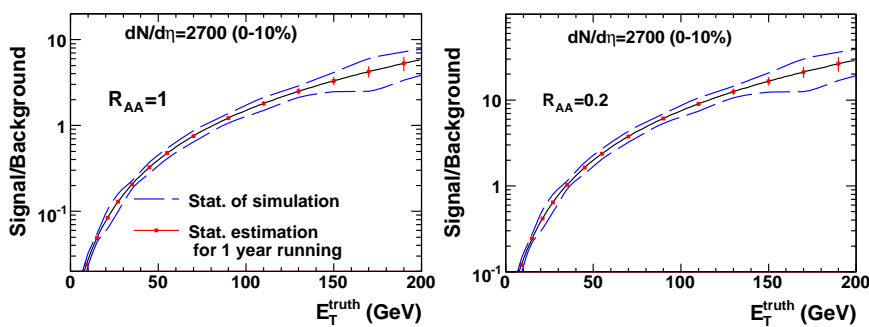 dN/dη=2700 (0-10%)
Signal/Background
10
1
10⁻¹
R_AA=1
Stat. of simulation
Stat. estimation
for 1 year running
0 50 100 150 200
E_T^truth (GeV)
dN/dη=2700 (0-10%)
Signal/Background
10²
10
1
10⁻¹
R_AA=0.2
0 50 100 150 200
E_T^truth (GeV)